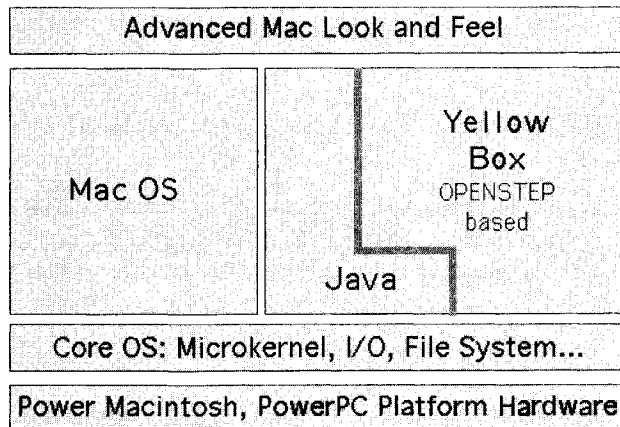 Advanced Mac Look and Feel
Mac OS
Yellow
Box
OPENSTEP
based
Java
Core OS: Microkernel, I/O, File System...
Power Macintosh, PowerPC Platform Hardware